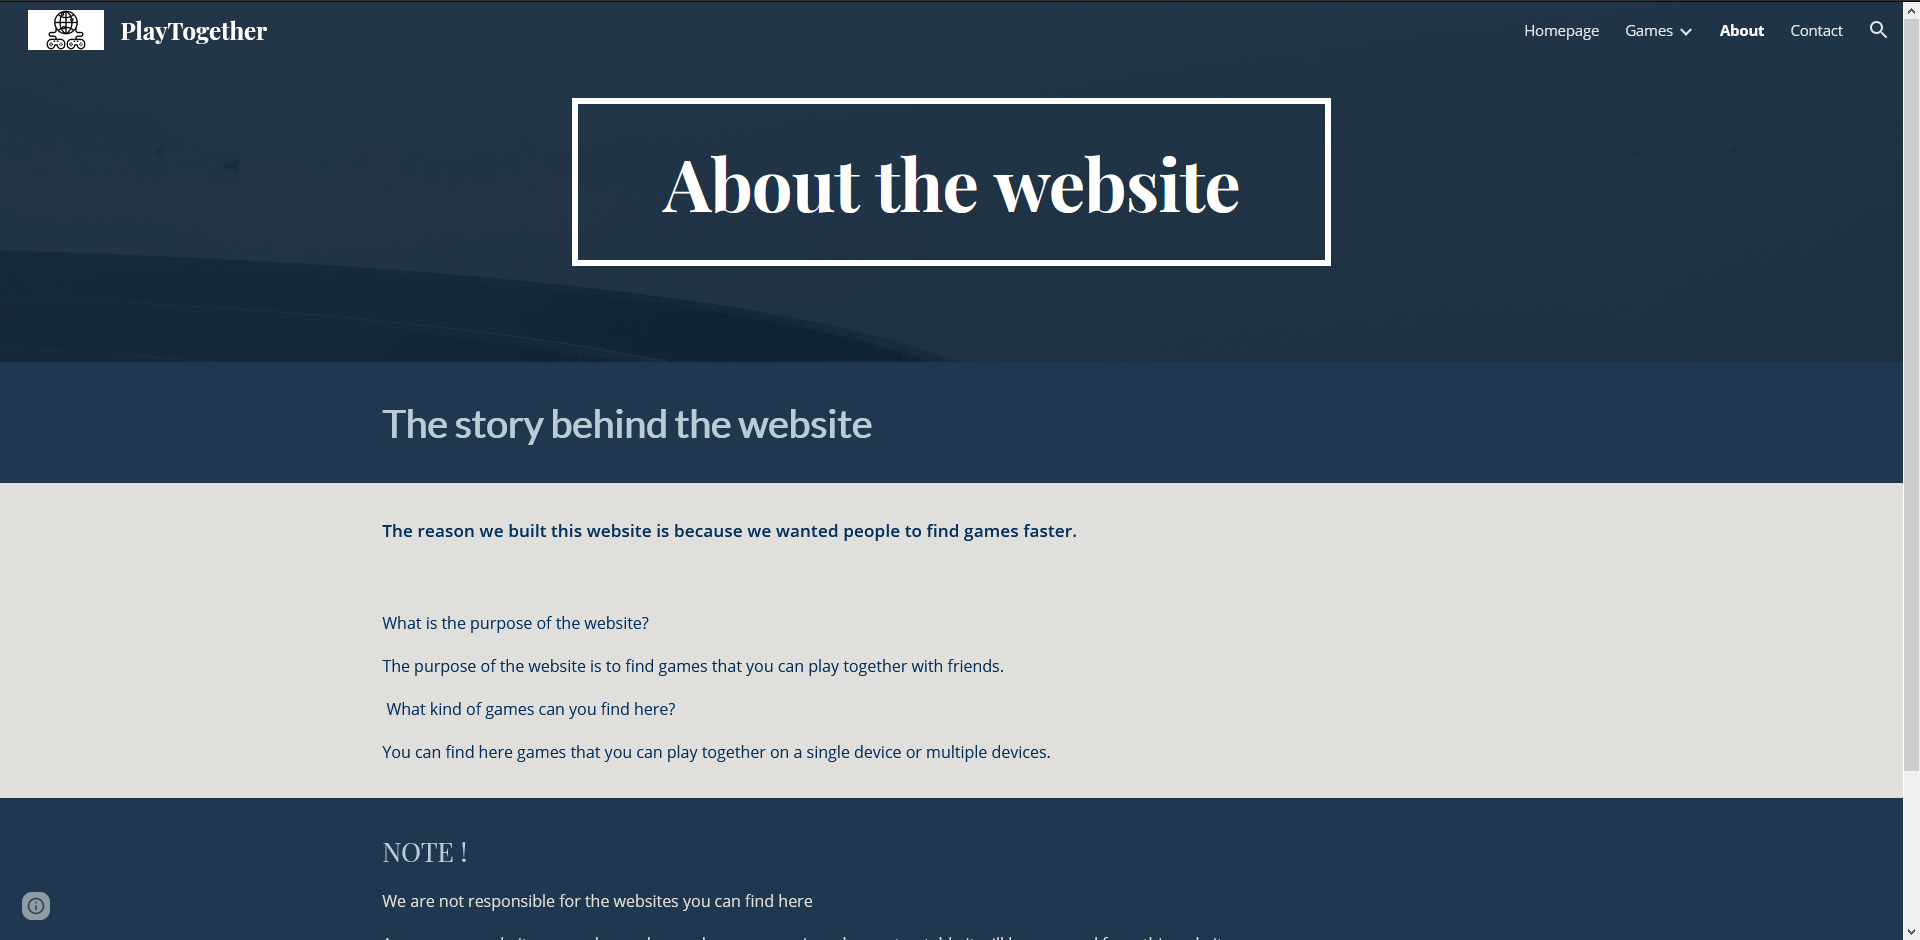 PlayTogether
Homepage Games About Contact
About the website
The story behind the website
The reason we built this website is because we wanted people to find games faster.
What is the purpose of the website?
The purpose of the website is to find games that you can play together with friends.
What kind of games can you find here?
You can find here games that you can play together on a single device or multiple devices.
NOTE !
We are not responsible for the websites you can find here